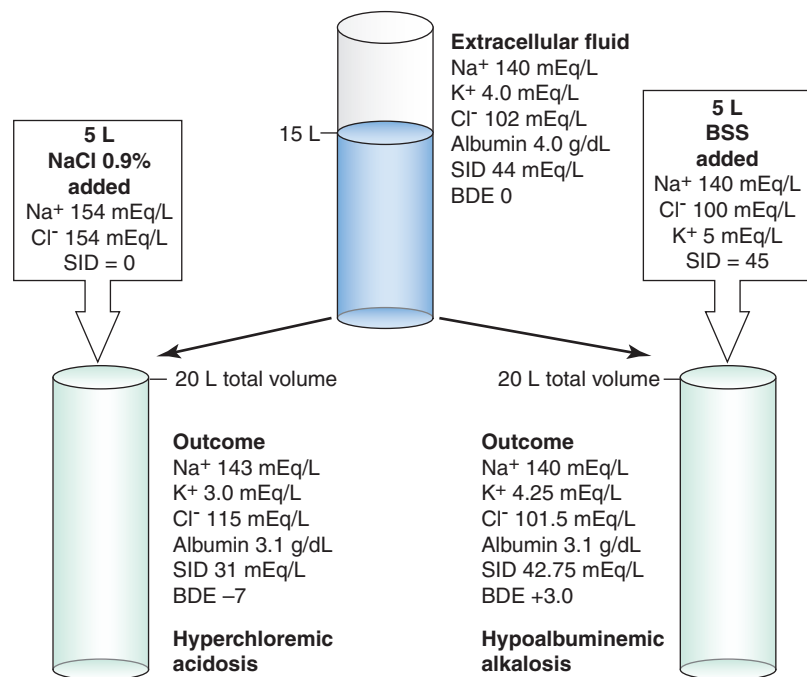 Extracellular fluid
Na⁺ 140 mEq/L
K⁺ 4.0 mEq/L
Cl⁻ 102 mEq/L
Albumin 4.0 g/dL
SID 44 mEq/L
BDE 0
15 L
5 L
NaCl 0.9%
added
Na⁺ 154 mEq/L
Cl⁻ 154 mEq/L
SID = 0
5 L
BSS
added
Na⁺ 140 mEq/L
Cl⁻ 100 mEq/L
K⁺ 5 mEq/L
SID = 45
20 L total volume
Outcome
Na⁺ 143 mEq/L
K⁺ 3.0 mEq/L
Cl⁻ 115 mEq/L
Albumin 3.1 g/dL
SID 31 mEq/L
BDE –7
Hyperchloremic
acidosis
20 L total volume
Outcome
Na⁺ 140 mEq/L
K⁺ 4.25 mEq/L
Cl⁻ 101.5 mEq/L
Albumin 3.1 g/dL
SID 42.75 mEq/L
BDE +3.0
Hypoalbuminemic
alkalosis